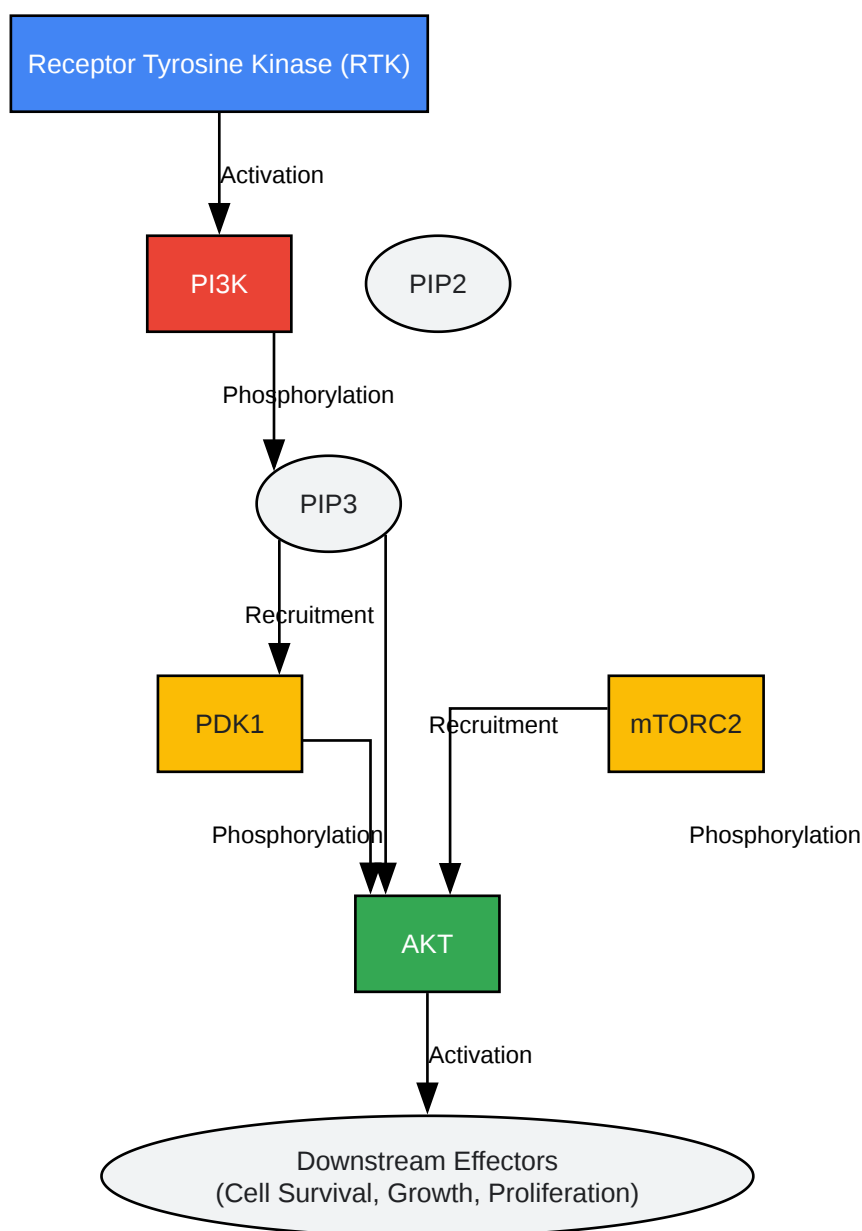 Receptor Tyrosine Kinase (RTK)
Activation
PI3K
PIP2
Phosphorylation
PIP3
Recruitment
PDK1
Recruitment
mTORC2
Phosphorylation
Phosphorylation
AKT
Activation
Downstream Effectors
(Cell Survival, Growth, Proliferation)